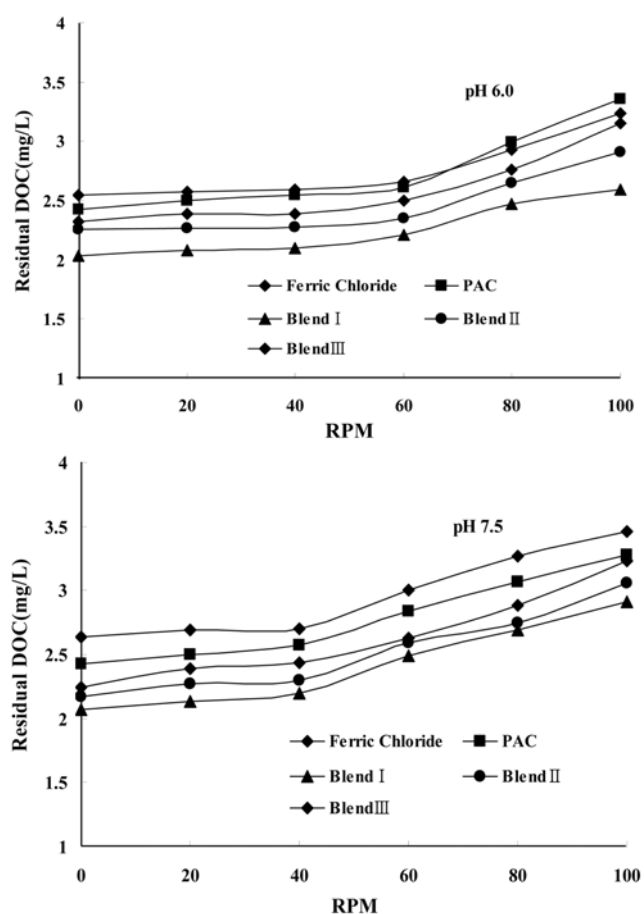 4
3.5
3
2.5
2
1.5
1
Residual DOC(mg/L)
pH 6.0
Ferric Chloride PAC
Blend Ⅰ Blend Ⅱ
BlendⅢ
0 20 40 60 80 100
RPM
4
3.5
3
2.5
2
1.5
1
Residual DOC(mg/L)
pH 7.5
Ferric Chloride PAC
Blend Ⅰ Blend Ⅱ
BlendⅢ
0 20 40 60 80 100
RPM